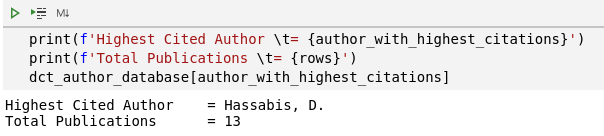 M↓
print(f'Highest Cited Author \t= {author_with_highest_citations}')
print(f'Total Publications \t= {rows}')
dct_author_database[author_with_highest_citations]
Highest Cited Author    = Hassabis, D.
Total Publications      = 13